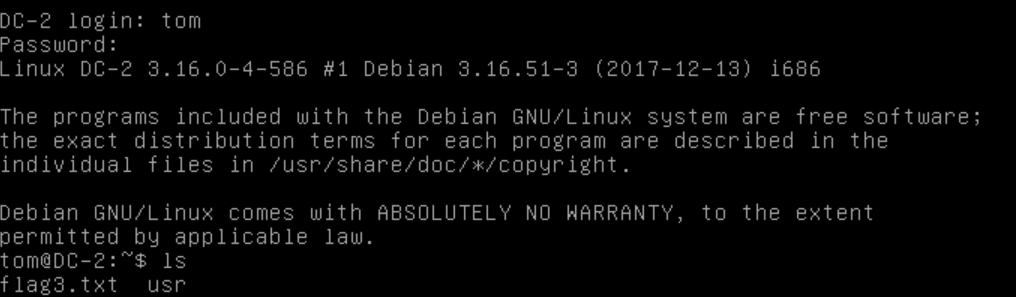 DC-2 login: tom
Password:
Linux DC-2 3.16.0-4-586 #1 Debian 3.16.51-3 (2017-12-13) i686

The programs included with the Debian GNU/Linux system are free software;
the exact distribution terms for each program are described in the
individual files in /usr/share/doc/*/copyright.

Debian GNU/Linux comes with ABSOLUTELY NO WARRANTY, to the extent
permitted by applicable law.
tom@DC-2:~$ ls
flag3.txt  usr